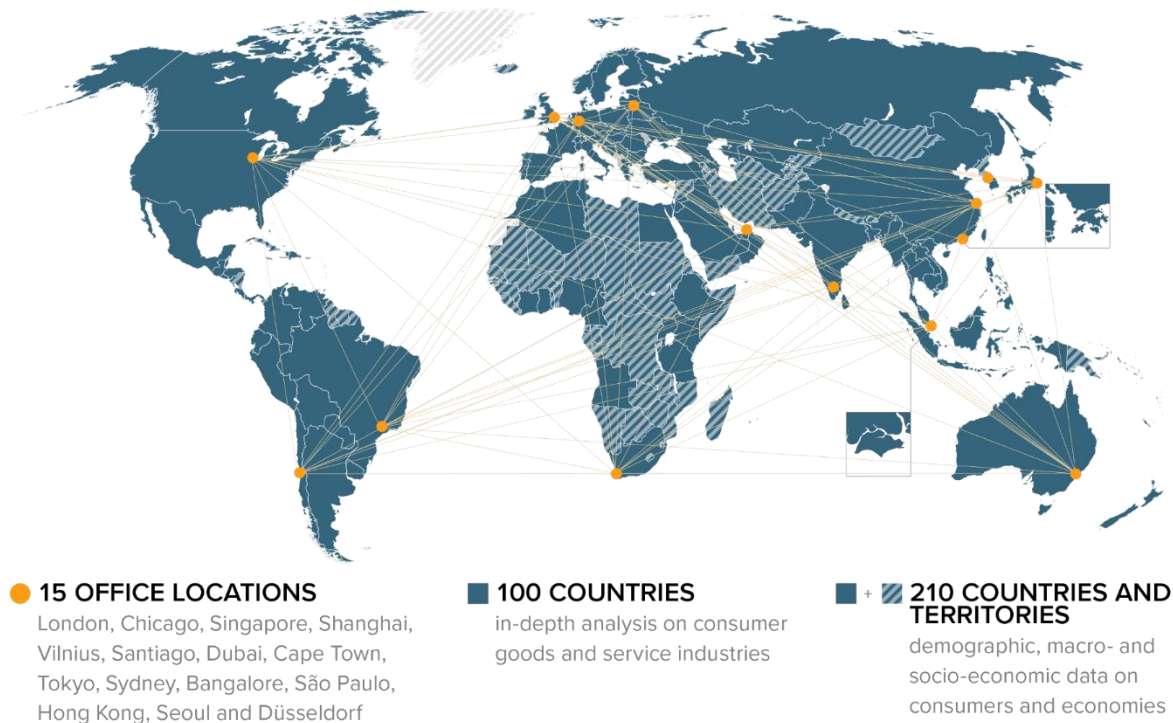 15 OFFICE LOCATIONS
London, Chicago, Singapore, Shanghai,
Vilnius, Santiago, Dubai, Cape Town,
Tokyo, Sydney, Bangalore, São Paulo,
Hong Kong, Seoul and Düsseldorf
100 COUNTRIES
in-depth analysis on consumer
goods and service industries
+
210 COUNTRIES AND
TERRITORIES
demographic, macro- and
socio-economic data on
consumers and economies